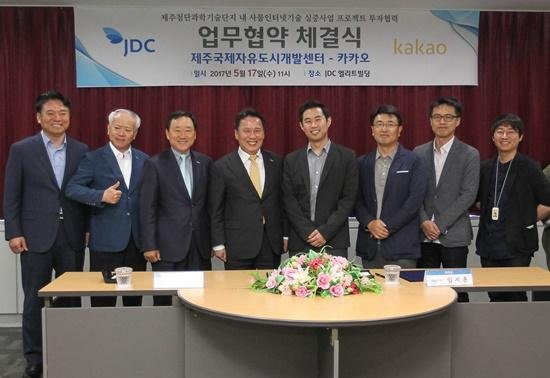 제주첨단과학기술단지 내 사물인터넷기술 실증사업 프로젝트 투자협력
JDC
업무협약 체결식
kakao
제주국제자유도시개발센터 - 카카오
일시 2017년 5월 17일(수) 11시
장소 JDC 엘리트빌딩
임지훈